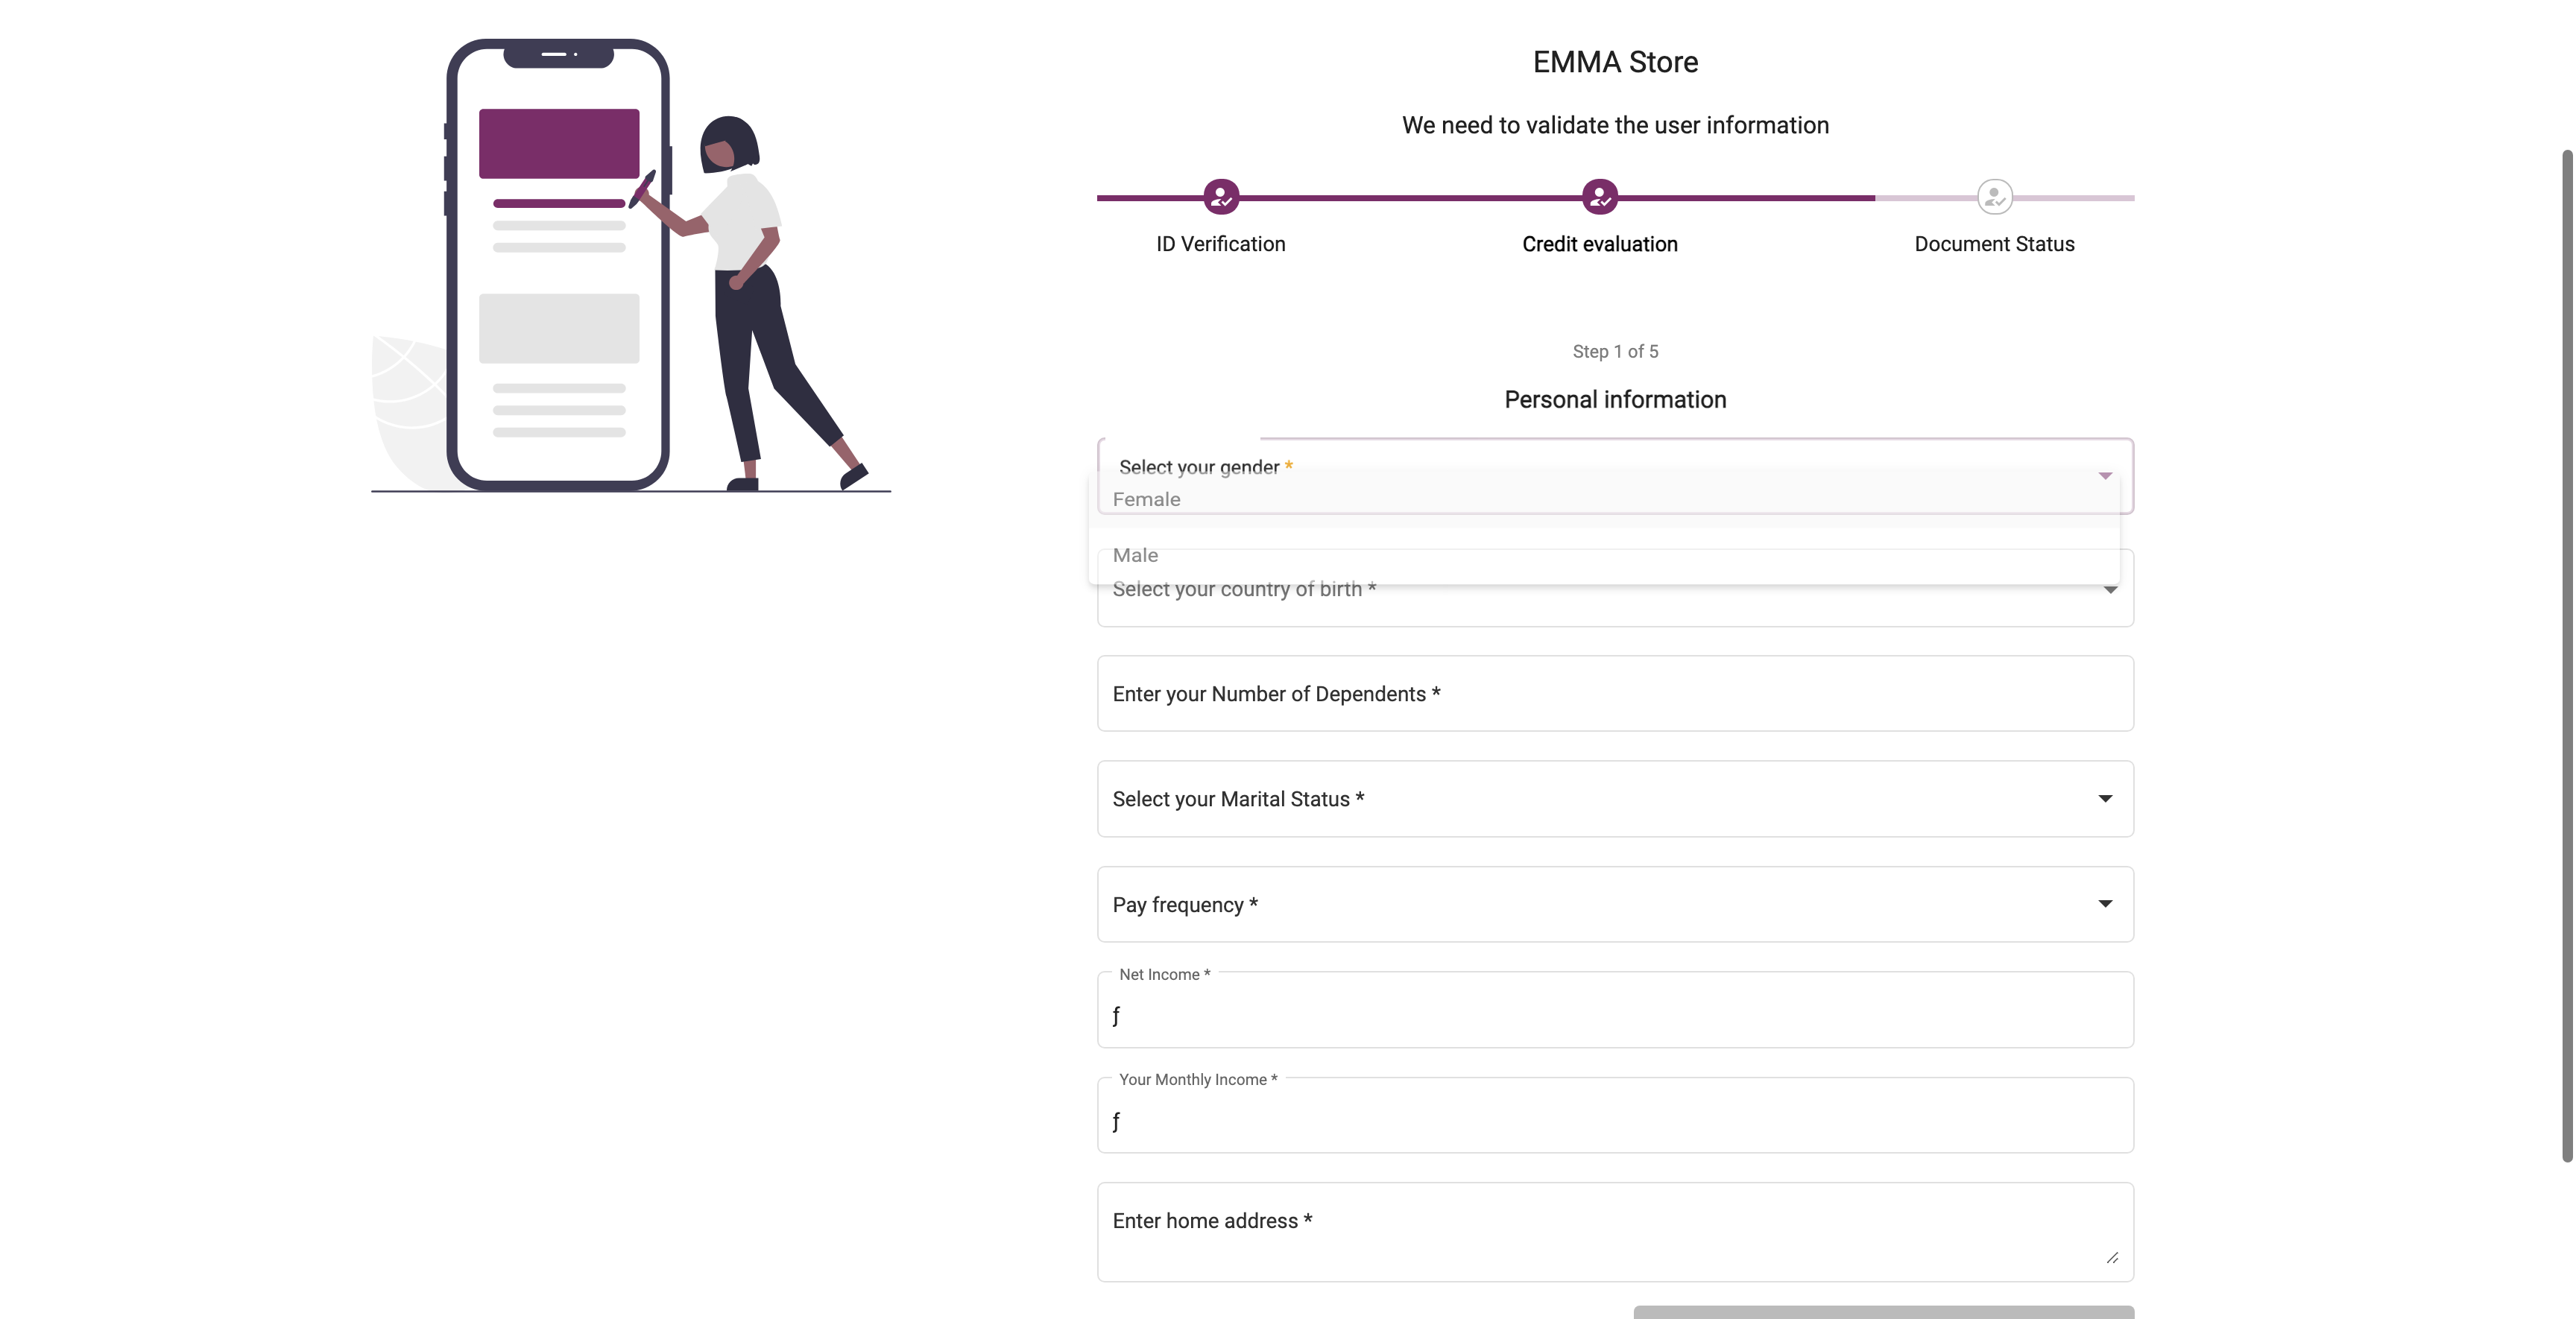 EMMA Store
We need to validate the user information
ID Verification
Credit evaluation
Document Status
Step 1 of 5
Personal information
Select your gender *
Female
Male
Select your country of birth *
Enter your Number of Dependents *
Select your Marital Status *
Pay frequency *
Net Income *
ƒ
Your Monthly Income *
ƒ
Enter home address *